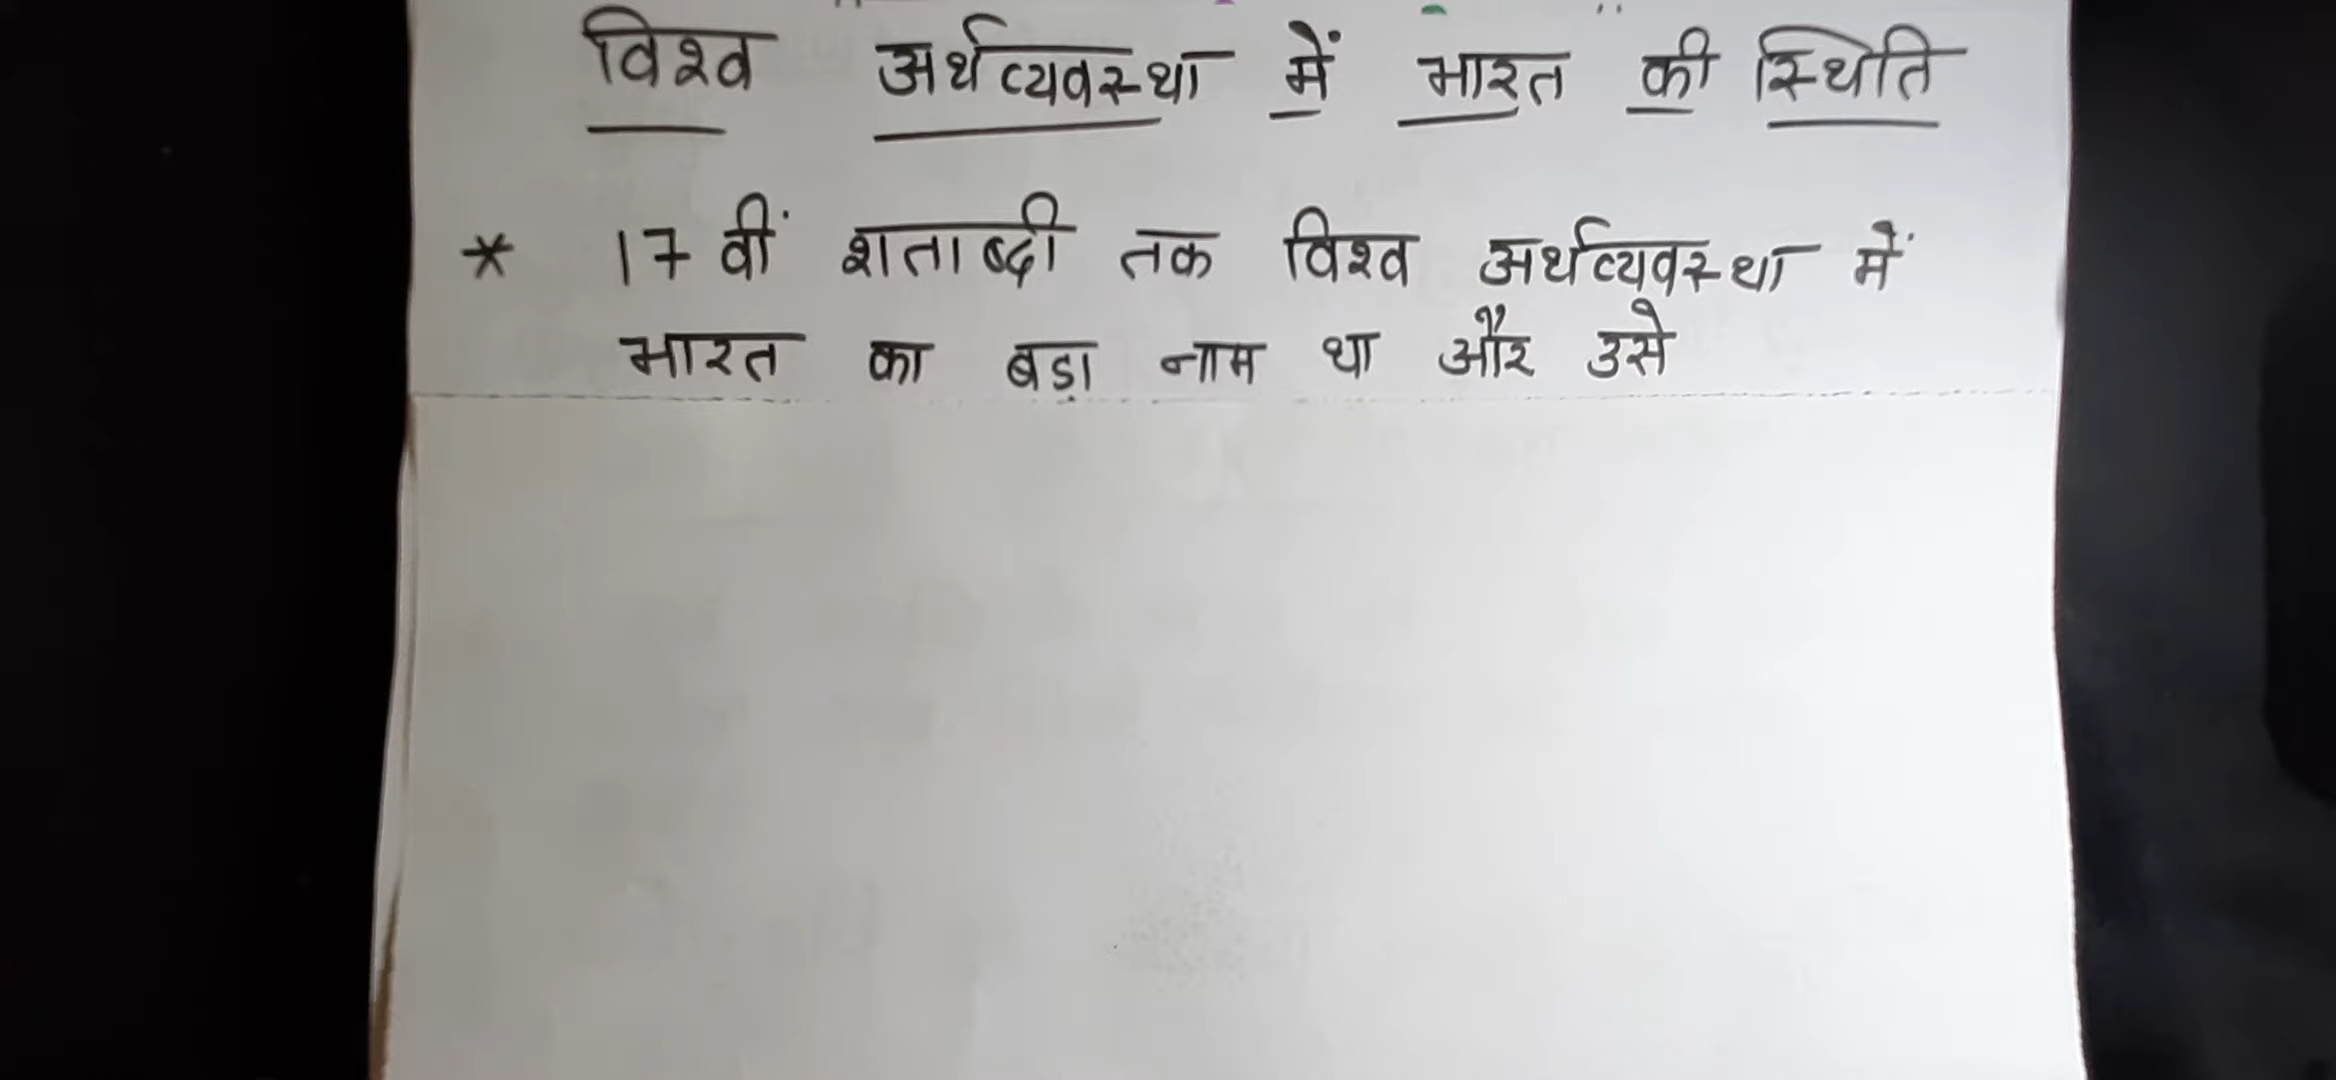 विश्व अर्थव्यवस्था में भारत की स्थिति
* 17 वीं शताब्दी तक विश्व अर्थव्यवस्था में
भारत का बड़ा नाम था और उसे